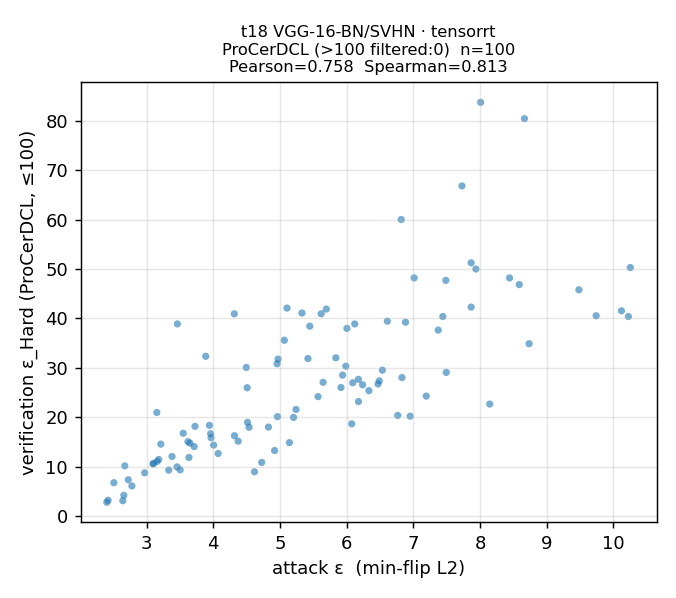 t18 VGG-16-BN/SVHN · tensorrt
ProCerDCL (>100 filtered:0)  n=100
Pearson=0.758  Spearman=0.813
verification ε_Hard (ProCerDCL, ≤100)
80
70
60
50
40
30
20
10
0
3 4 5 6 7 8 9 10
attack ε  (min-flip L2)